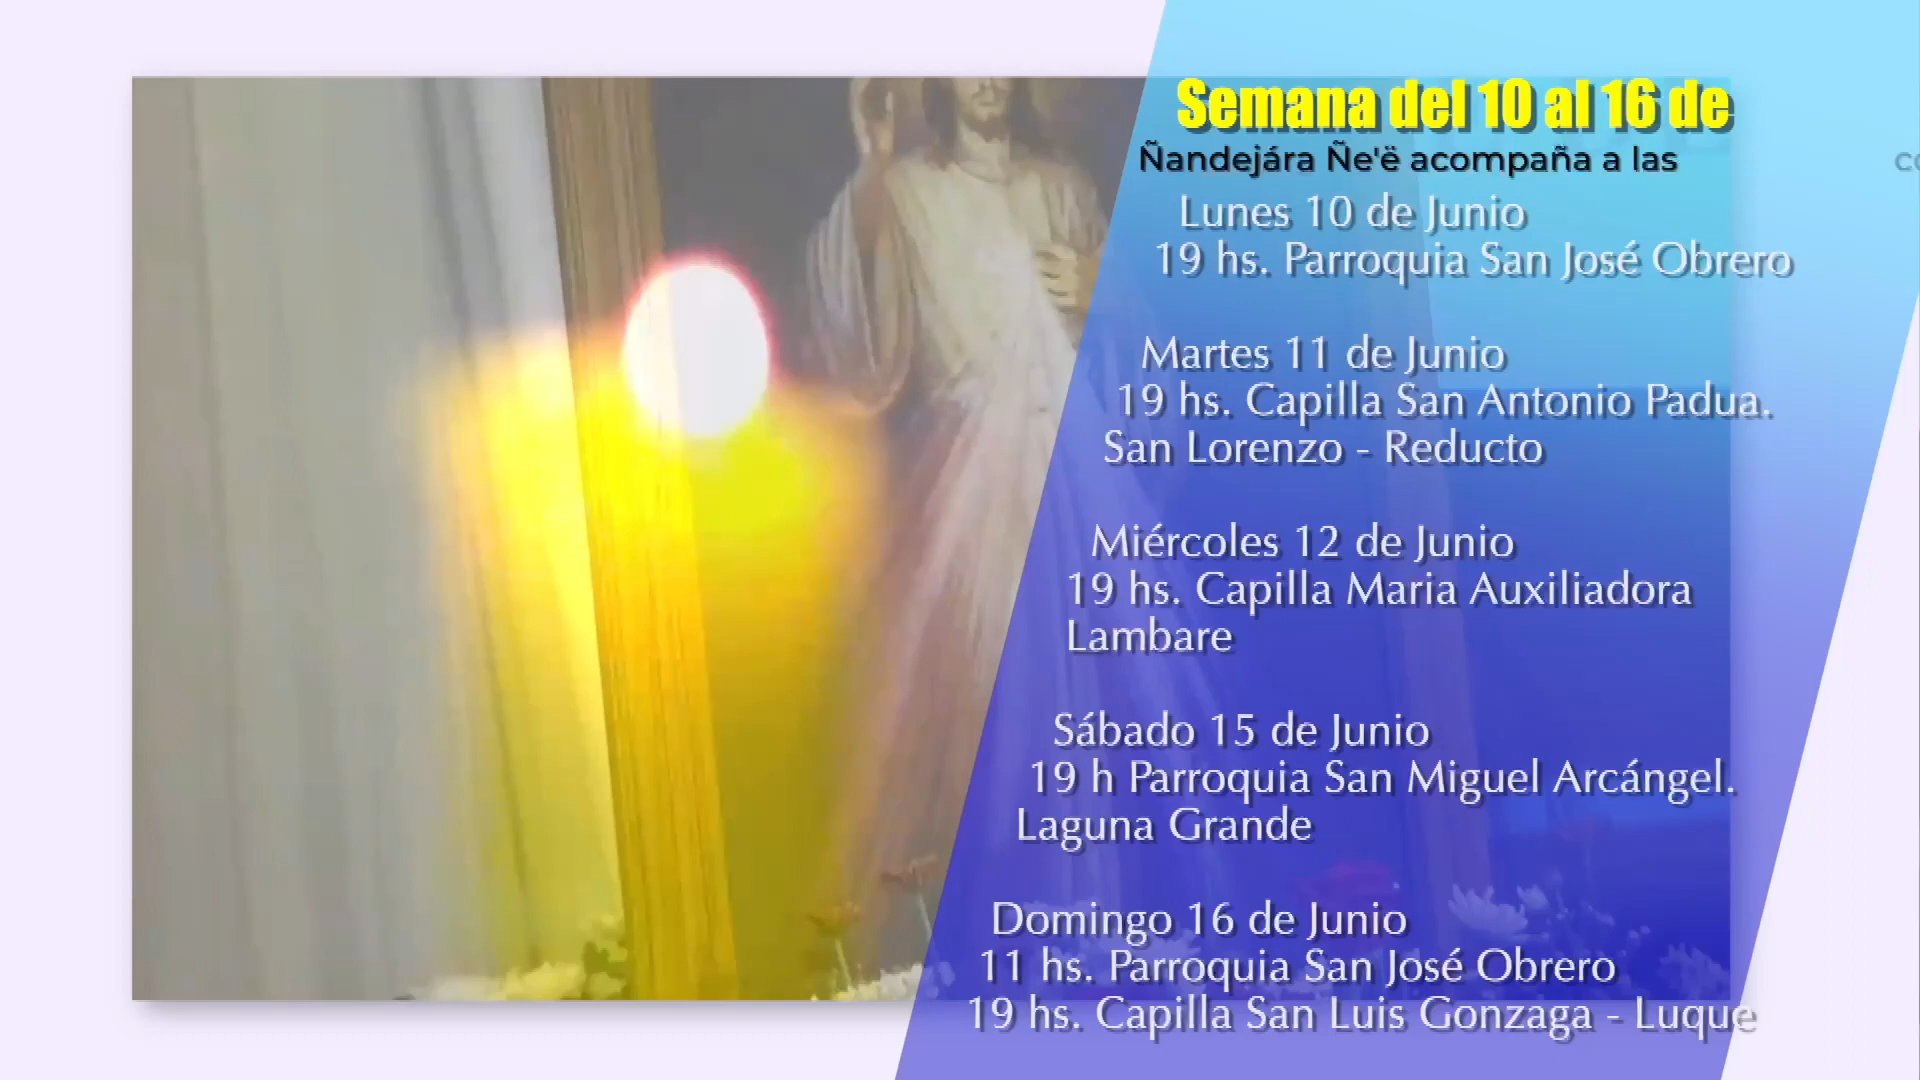 Semana del 10 al 16 de
Ñandejára Ñe'ë acompaña a las
Lunes 10 de Junio
19 hs. Parroquia San José Obrero
Martes 11 de Junio
19 hs. Capilla San Antonio Padua.
San Lorenzo - Reducto
Miércoles 12 de Junio
19 hs. Capilla Maria Auxiliadora
Lambare
Sábado 15 de Junio
19 h Parroquia San Miguel Arcángel.
Laguna Grande
Domingo 16 de Junio
11 hs. Parroquia San José Obrero
19 hs. Capilla San Luis Gonzaga - Luque